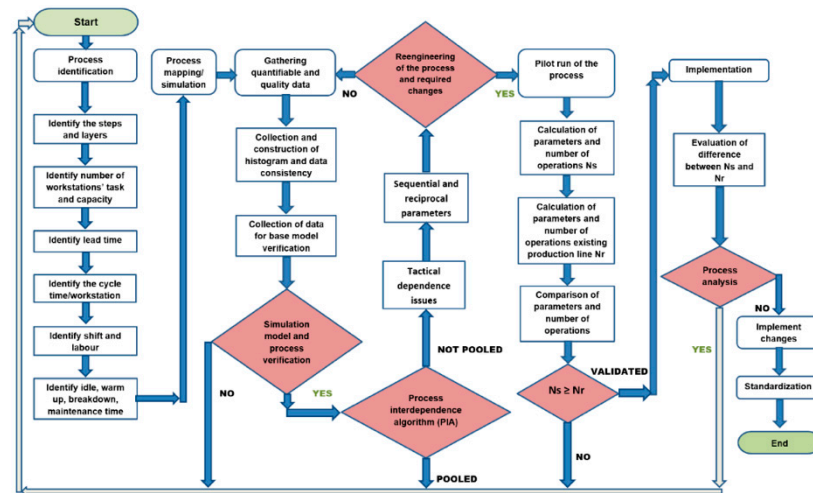 Start
Process
identification
Identify the steps
and layers
Identify number of
workstations' task
and capacity
Identify lead time
Identify the cycle
time/workstation
Identify shift and
labour
Identify idle, warm
up, breakdown,
maintenance time
Process
mapping/
simulation
Gathering
quantifiable and
quality data
Collection and
construction of
histogram and data
consistency
Collection of data
for base model
verification
Simulation
model and
process
verification
NO
YES
Process
interdependence
algorithm (PIA)
POOLED
NOT POOLED
Tactical
dependence
issues
Sequential and
reciprocal
parameters
Reengineering
of the process
and required
changes
NO
YES
Pilot run of the
process
Calculation of
parameters and
number of
operations Ns
Calculation of
parameters and
number of
operations existing
production line Nr
Comparison of
parameters and
number of
operations
Ns ≥ Nr
VALIDATED
NO
Implementation
Evaluation of
difference
between Ns and
Nr
Process
analysis
NO
YES
Implement
changes
Standardization
End